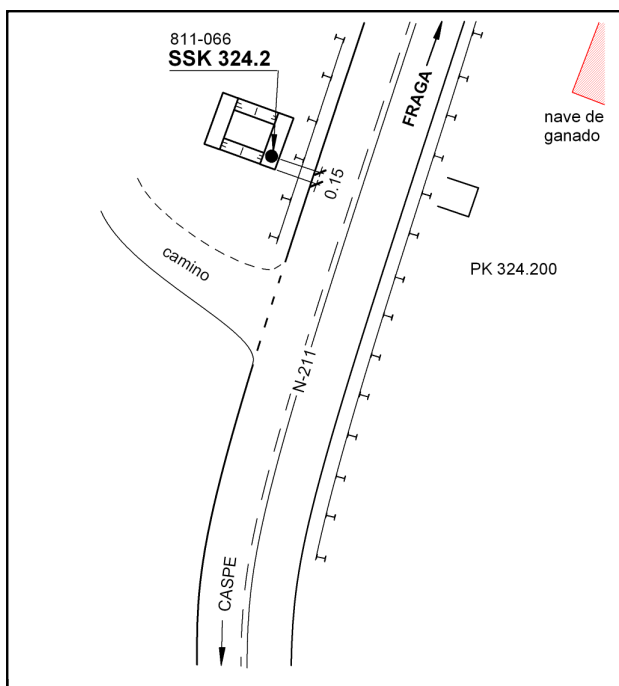 811-066
SSK 324.2
FRAGA
nave de
ganado
0.15
camino
PK 324.200
N-211
CASPE